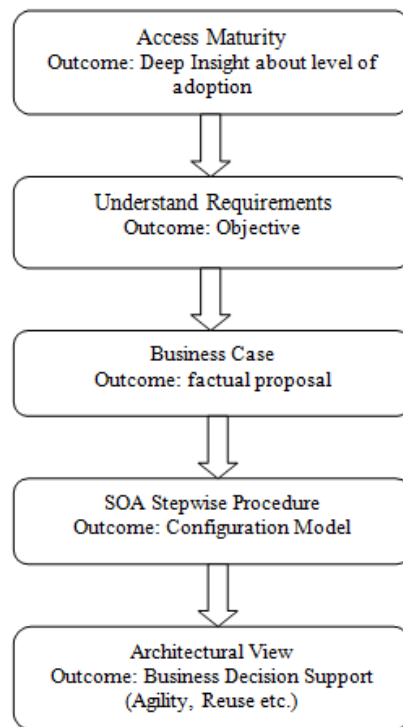 Access Maturity
Outcome: Deep Insight about level of
adoption
Understand Requirements
Outcome: Objective
Business Case
Outcome: factual proposal
SOA Stepwise Procedure
Outcome: Configuration Model
Architectural View
Outcome: Business Decision Support
(Agility, Reuse etc.)